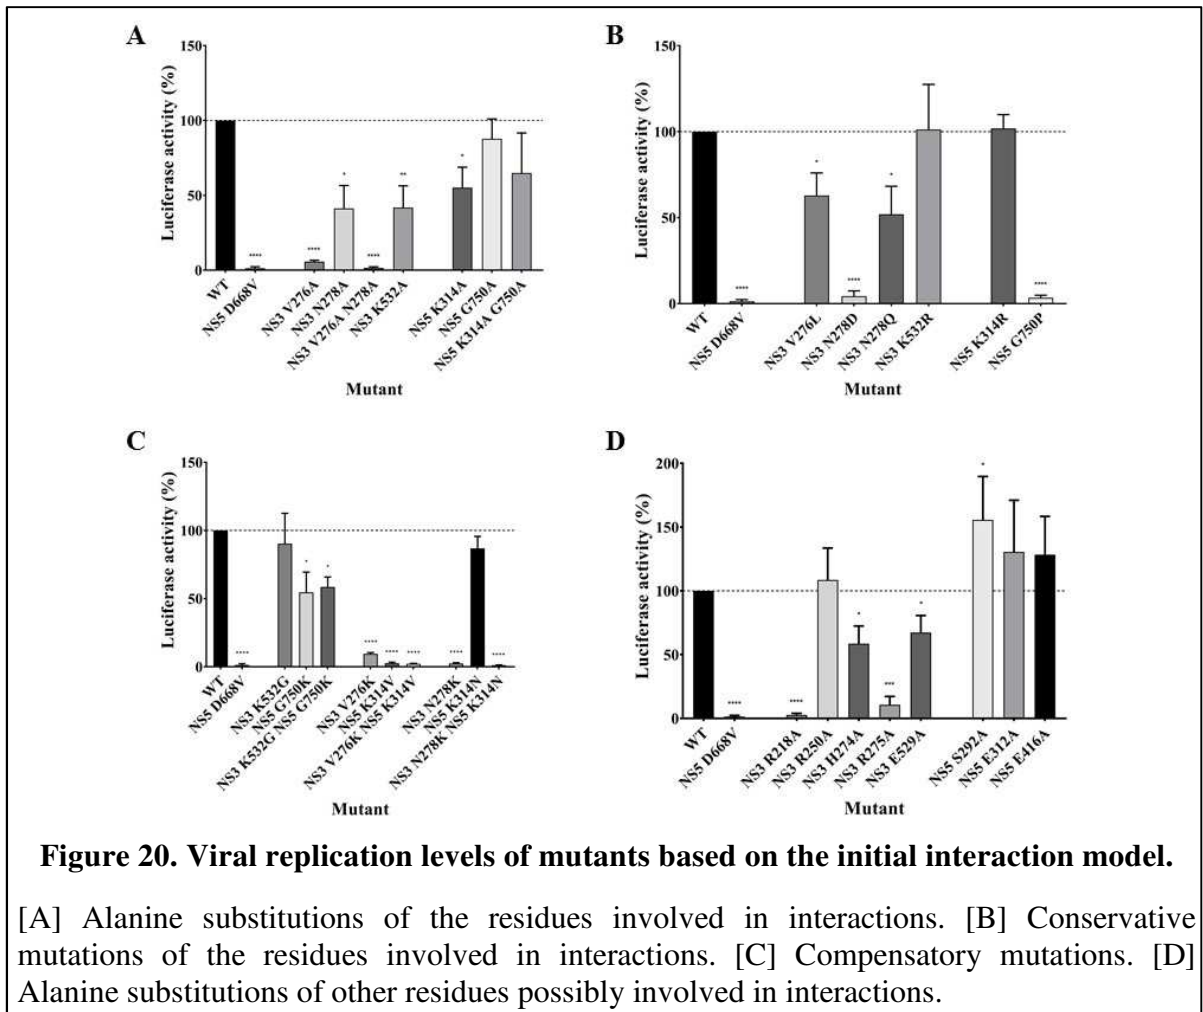 A
Luciferase activity (%)
150
100
50
0
****
****
*
****
**
*
WT
NS5 D668V
NS3 V276A
NS3 N278A
NS3 V276A N278A
NS3 K532A
NS5 K314A
NS5 G750A
NS5 K314A G750A
Mutant
B
Luciferase activity (%)
150
100
50
0
****
*
****
*
****
WT
NS5 D668V
NS3 V276L
NS3 N278D
NS3 N278Q
NS3 K532R
NS5 K314R
NS5 G750P
Mutant
C
Luciferase activity (%)
150
100
50
0
****
*
*
****
****
****
****
****
WT
NS5 D668V
NS3 K532G
NS5 G750K
NS3 K532G NS5 G750K
NS3 V276K
NS5 K314V
NS3 V276K NS5 K314V
NS3 N278K
NS5 K314N
NS3 N278K NS5 K314N
Mutant
D
Luciferase activity (%)
200
150
100
50
0
****
****
*
***
*
*
WT
NS5 D668V
NS3 R218A
NS3 R250A
NS3 H274A
NS3 R275A
NS3 E529A
NS5 S292A
NS5 E312A
NS5 E416A
Mutant
Figure 20. Viral replication levels of mutants based on the initial interaction model.
[A] Alanine substitutions of the residues involved in interactions. [B] Conservative
mutations of the residues involved in interactions. [C] Compensatory mutations. [D]
Alanine substitutions of other residues possibly involved in interactions.